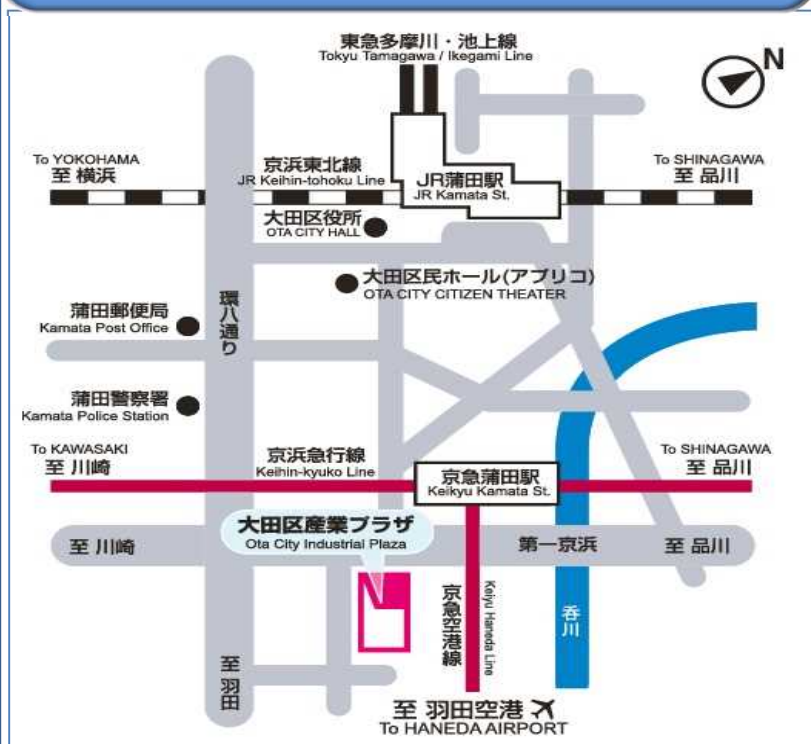 東急多摩川・池上線
Tokyu Tamagawa / Ikegami Line
N
To YOKOHAMA
至 横浜
京浜東北線
JR Keihin-tohoku Line
JR蒲田駅
JR Kamata St.
To SHINAGAWA
至 品川
大田区役所
OTA CITY HALL
大田区民ホール(アプリコ)
OTA CITY CITIZEN THEATER
蒲田郵便局
Kamata Post Office
環八通り
蒲田警察署
Kamata Police Station
To KAWASAKI
至 川崎
京浜急行線
Keihin-kyuko Line
京急蒲田駅
Keikyu Kamata St.
To SHINAGAWA
至 品川
大田区産業プラザ
Ota City Industrial Plaza
至 川崎
第一京浜
至 品川
京急空港線
Keiyu Haneda Line
呑川
至 羽田
至 羽田空港
To HANEDA AIRPORT